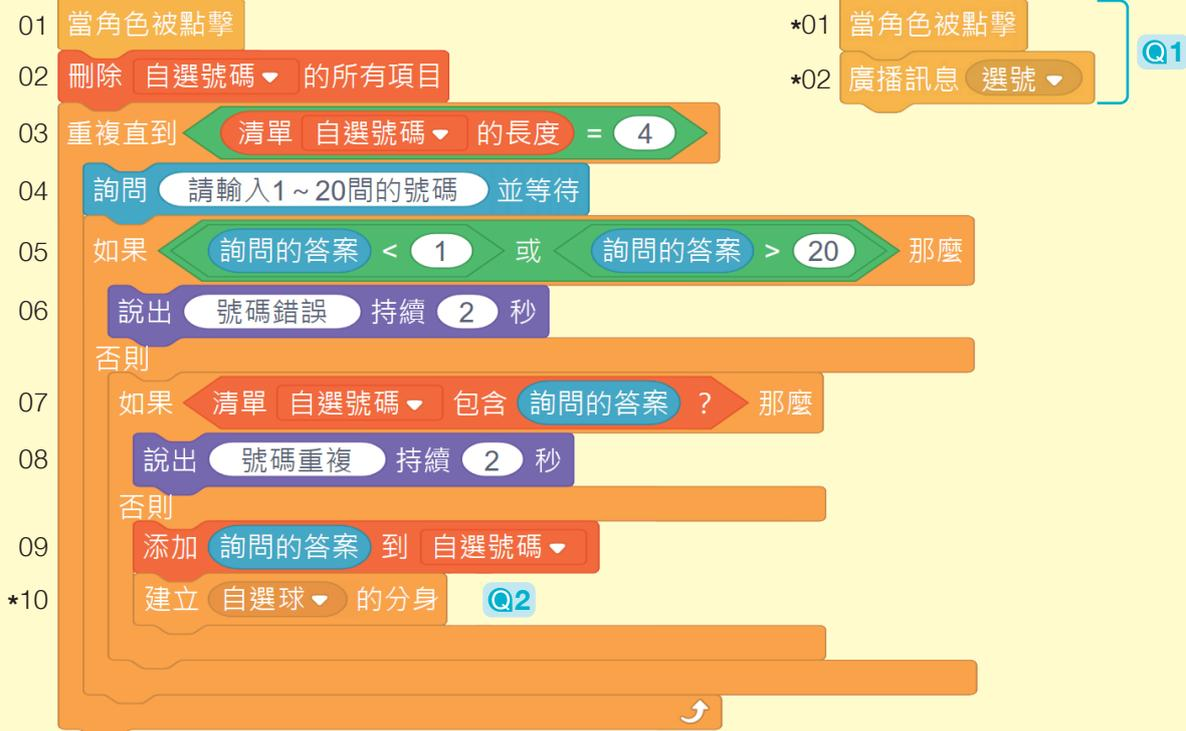 01 當角色被點擊
02 刪除 自選號碼 的所有項目
03 重複直到 清單 自選號碼 的長度 = 4
04 詢問 請輸入1~20間的號碼 並等待
05 如果 詢問的答案 < 1 或 詢問的答案 > 20 那麼
06 說出 號碼錯誤 持續 2 秒
否則
07 如果 清單 自選號碼 包含 詢問的答案 ? 那麼
08 說出 號碼重複 持續 2 秒
否則
09 添加 詢問的答案 到 自選號碼
*10 建立 自選球 的分身 Q2
*01 當角色被點擊
*02 廣播訊息 選號
Q1